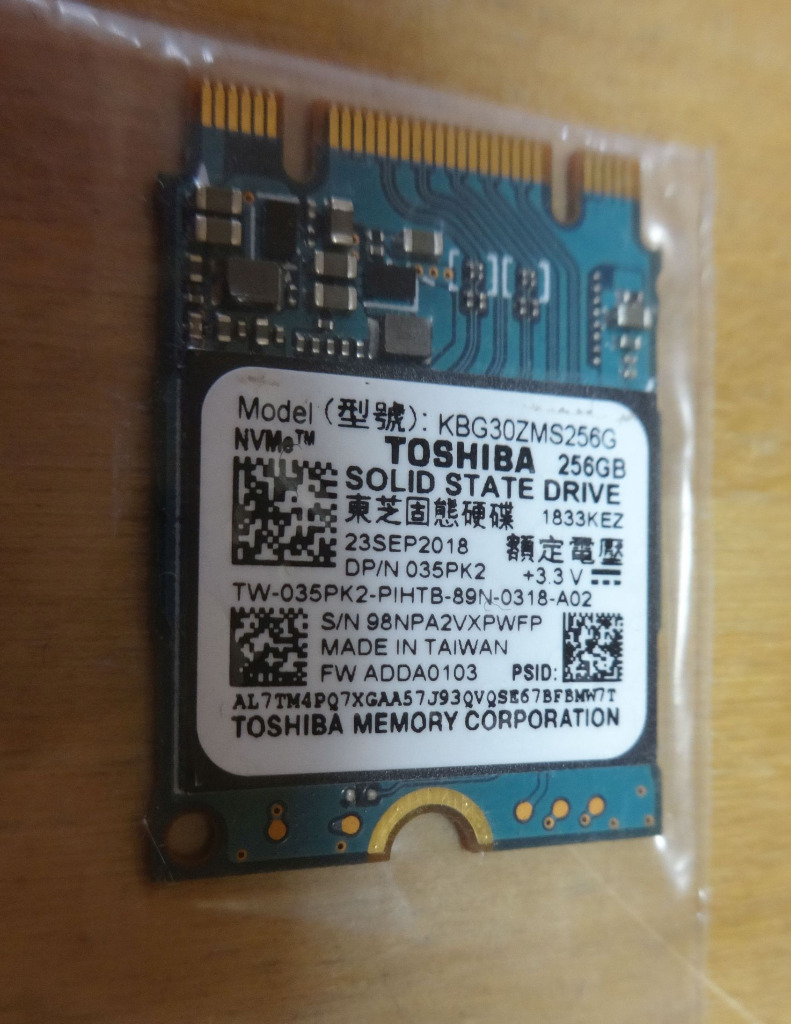 Model (型號): KBG30ZMS256G
NVMe™ TOSHIBA 256GB
SOLID STATE DRIVE
東芝固態硬碟 1833KEZ
23SEP2018 額定電壓
DP/N 035PK2 +3.3 V
TW-035PK2-PIHTB-89N-0318-A02
S/N 98NPA2VXPWFP
MADE IN TAIWAN
FW ADDA0103 PSID:
AL7TM4PQ7XGAA57J93QVQSE67BFBMW7T
TOSHIBA MEMORY CORPORATION